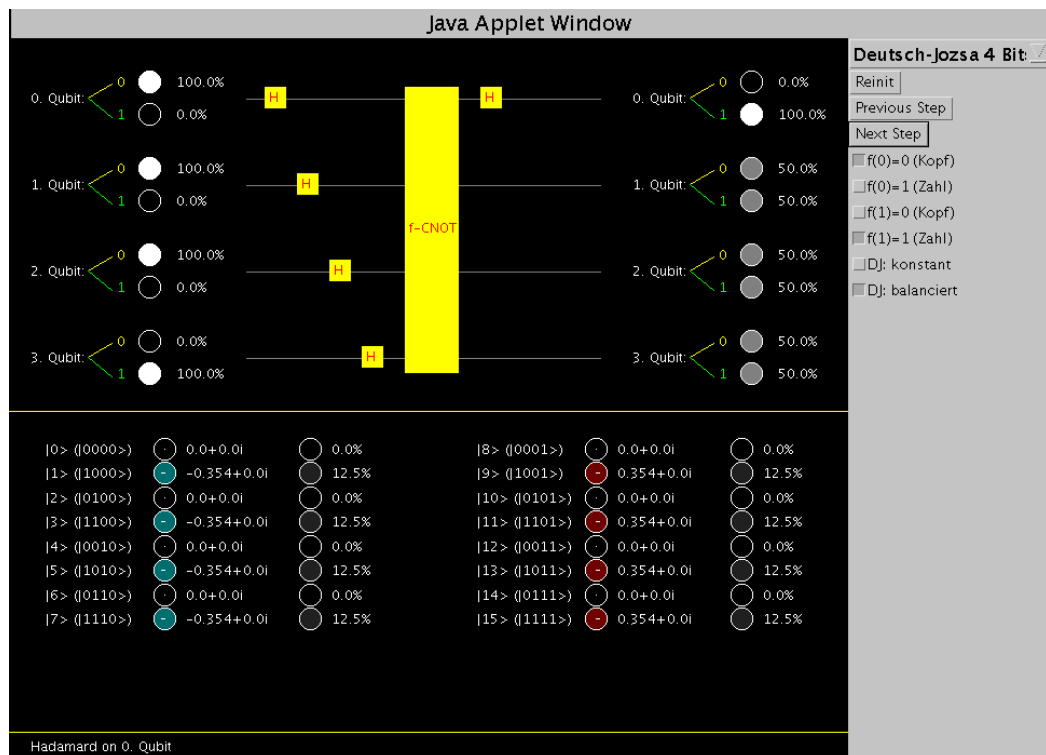 Java Applet Window
Deutsch-Jozsa 4 Bit
Reinit
Previous Step
Next Step
f(0)=0 (Kopf)
f(0)=1 (Zahl)
f(1)=0 (Kopf)
f(1)=1 (Zahl)
DJ: konstant
DJ: balanciert
0. Qubit: 0 100.0%
1 0.0%
H H
0. Qubit: 0 0.0%
1 100.0%
1. Qubit: 0 100.0%
1 0.0%
H
1. Qubit: 0 50.0%
1 50.0%
f-CNOT
2. Qubit: 0 100.0%
1 0.0%
H
2. Qubit: 0 50.0%
1 50.0%
3. Qubit: 0 0.0%
1 100.0%
H
3. Qubit: 0 50.0%
1 50.0%
|0> (|0000>) 0.0+0.0i 0.0%
|1> (|1000>) -0.354+0.0i 12.5%
|2> (|0100>) 0.0+0.0i 0.0%
|3> (|1100>) -0.354+0.0i 12.5%
|4> (|0010>) 0.0+0.0i 0.0%
|5> (|1010>) -0.354+0.0i 12.5%
|6> (|0110>) 0.0+0.0i 0.0%
|7> (|1110>) -0.354+0.0i 12.5%
|8> (|0001>) 0.0+0.0i 0.0%
|9> (|1001>) 0.354+0.0i 12.5%
|10> (|0101>) 0.0+0.0i 0.0%
|11> (|1101>) 0.354+0.0i 12.5%
|12> (|0011>) 0.0+0.0i 0.0%
|13> (|1011>) 0.354+0.0i 12.5%
|14> (|0111>) 0.0+0.0i 0.0%
|15> (|1111>) 0.354+0.0i 12.5%
Hadamard on 0. Qubit